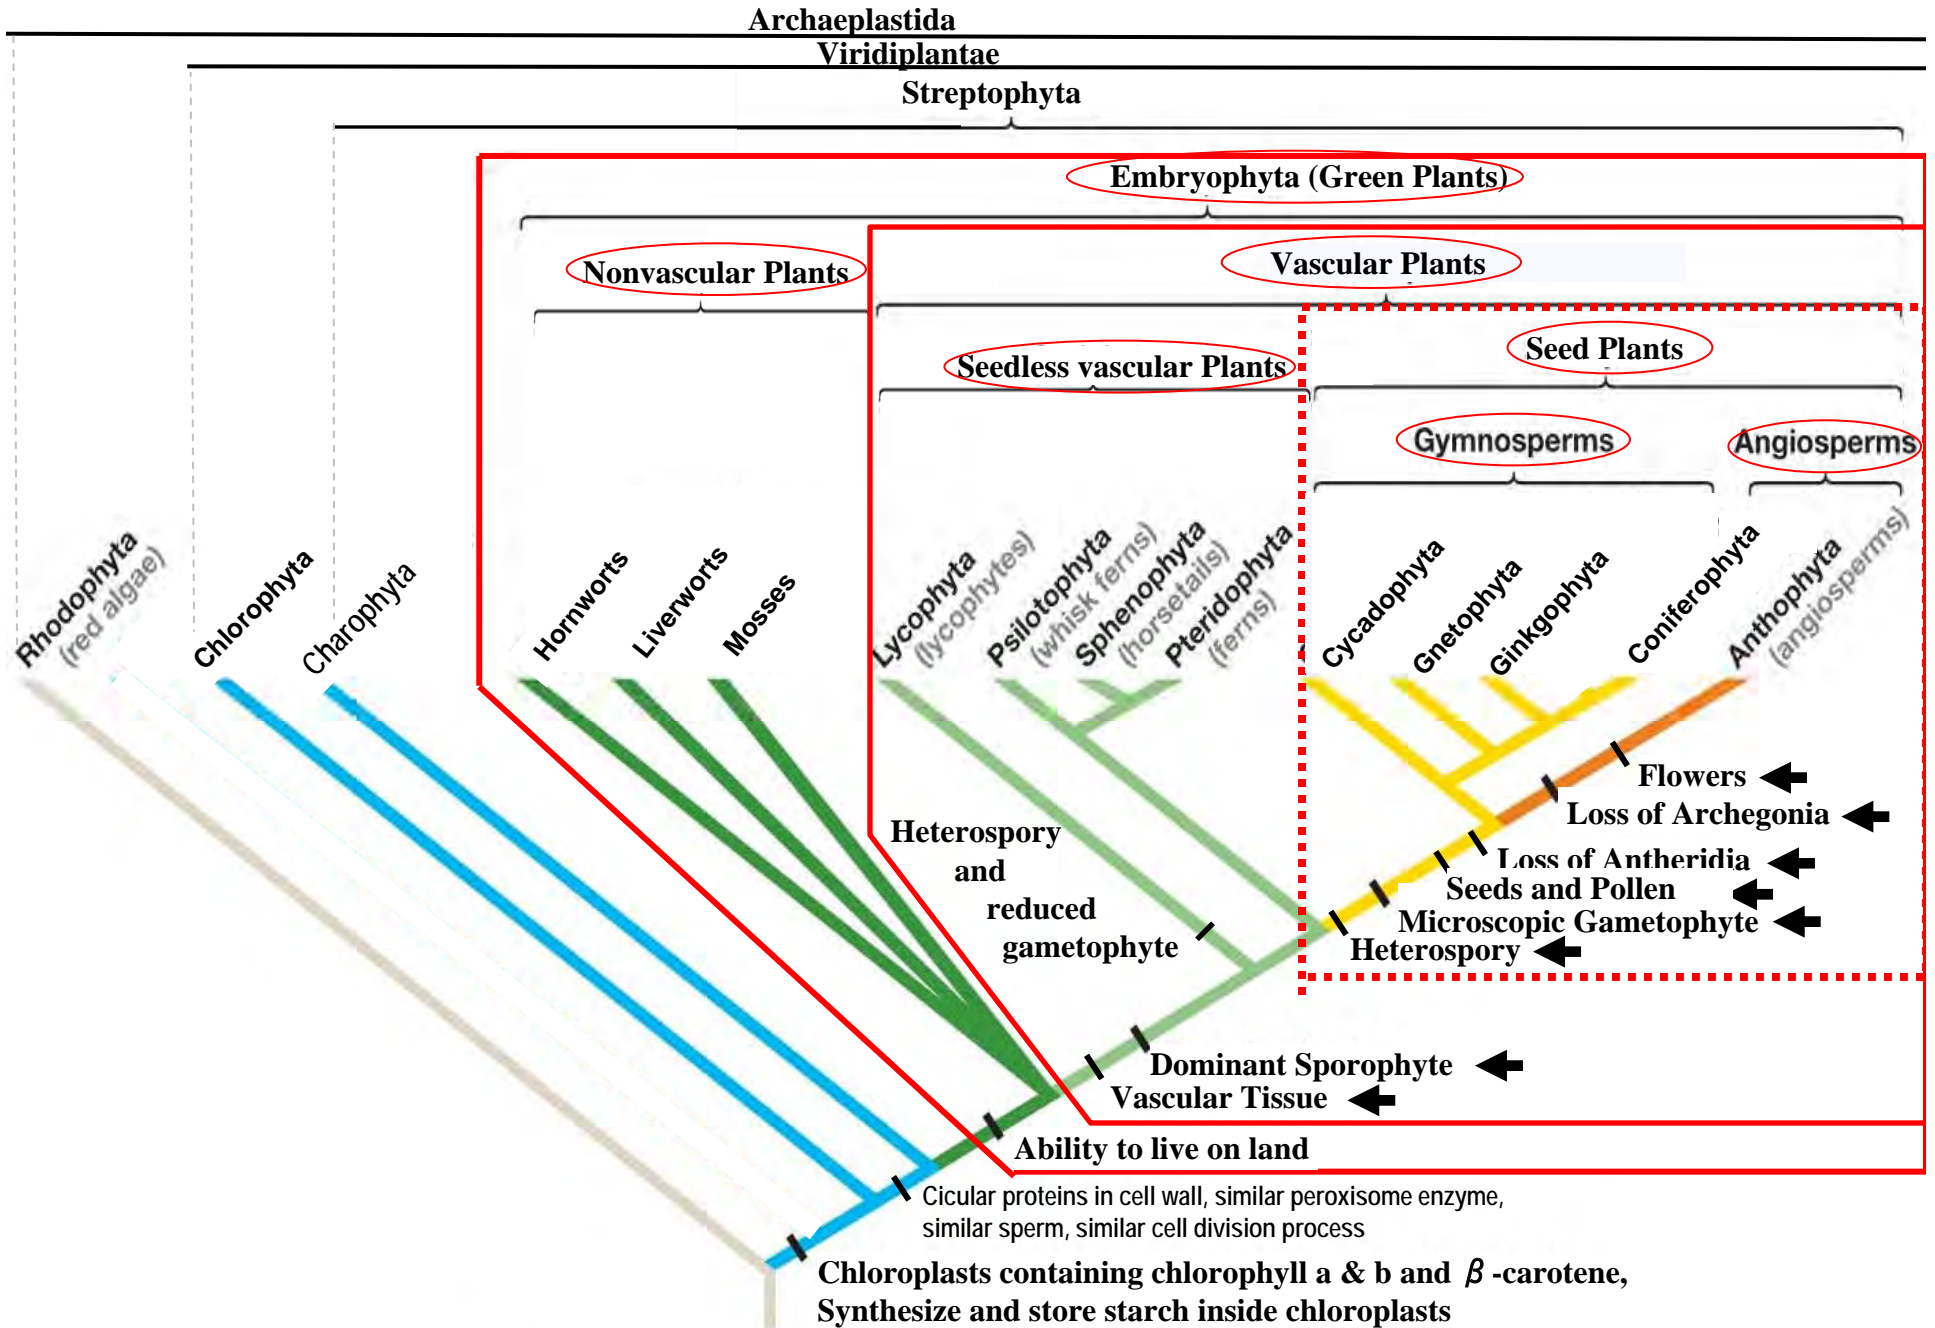 Archaeplastida
Viridiplantae
Streptophyta
Embryophyta (Green Plants)
Nonvascular Plants
Vascular Plants
Seedless vascular Plants
Seed Plants
Gymnosperms
Angiosperms
Rhodophyta
(red algae)
Chlorophyta
Charophyta
Hornworts
Liverworts
Mosses
Lycophyta
(lycophytes)
Psilotophyta
(whisk ferns)
Sphenophyta
(horsetails)
Pteridophyta
(ferns)
Cycadophyta
Gnetophyta
Ginkgophyta
Coniferophyta
Anthophyta
(angiosperms)
Flowers
Loss of Archegonia
Loss of Antheridia
Seeds and Pollen
Microscopic Gametophyte
Heterospory
Heterospory
and
reduced
gametophyte
Dominant Sporophyte
Vascular Tissue
Ability to live on land
Cicular proteins in cell wall, similar peroxisome enzyme,
similar sperm, similar cell division process
Chloroplasts containing chlorophyll a & b and β-carotene,
Synthesize and store starch inside chloroplasts